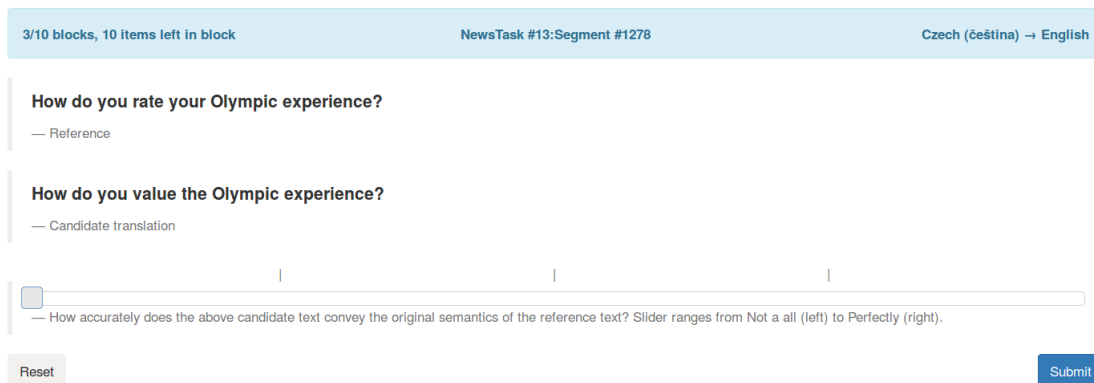 3/10 blocks, 10 items left in block NewsTask #13:Segment #1278 Czech (čeština) → English
How do you rate your Olympic experience?
— Reference
How do you value the Olympic experience?
— Candidate translation
— How accurately does the above candidate text convey the original semantics of the reference text? Slider ranges from Not a all (left) to Perfectly (right).
Reset Submit